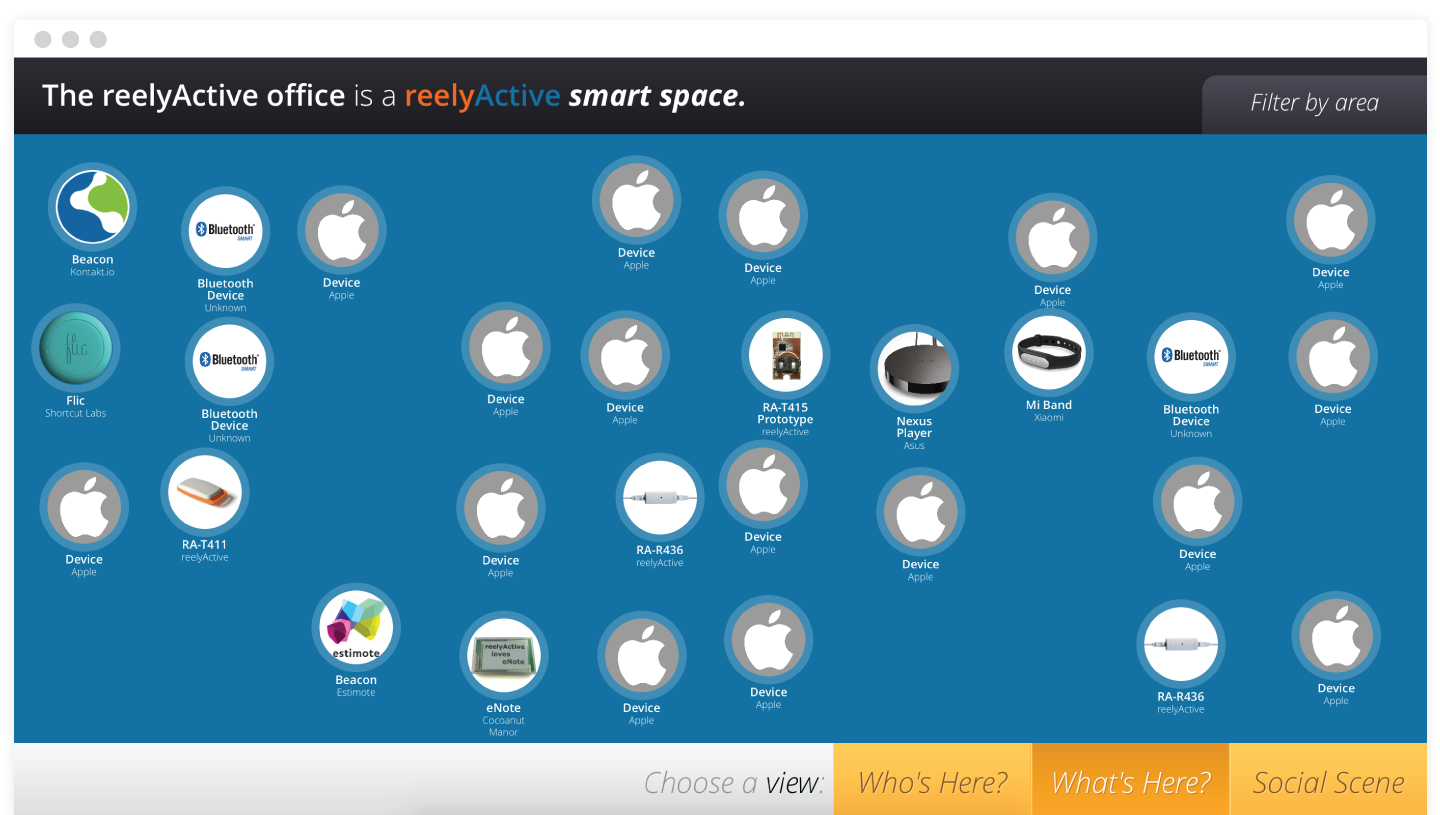 The reelyActive office is a reelyActive smart space.
Filter by area
Beacon
Kontakt.io
Bluetooth®
SMART
Bluetooth
Device
Unknown
Device
Apple
Device
Apple
Device
Apple
Device
Apple
Device
Apple
flic
Flic
Shortcut Labs
Bluetooth®
SMART
Bluetooth
Device
Unknown
Device
Apple
Device
Apple
RA-T415
Prototype
reelyActive
Nexus
Player
Asus
Mi Band
Xiaomi
Bluetooth®
SMART
Bluetooth
Device
Unknown
Device
Apple
Device
Apple
RA-T411
reelyActive
Device
Apple
RA-R436
reelyActive
Device
Apple
Device
Apple
Device
Apple
estimote
Beacon
Estimote
reelyActive
loves
eNote
eNote
Cocoanut
Manor
Device
Apple
Device
Apple
RA-R436
reelyActive
Device
Apple
Choose a view:
Who's Here?
What's Here?
Social Scene